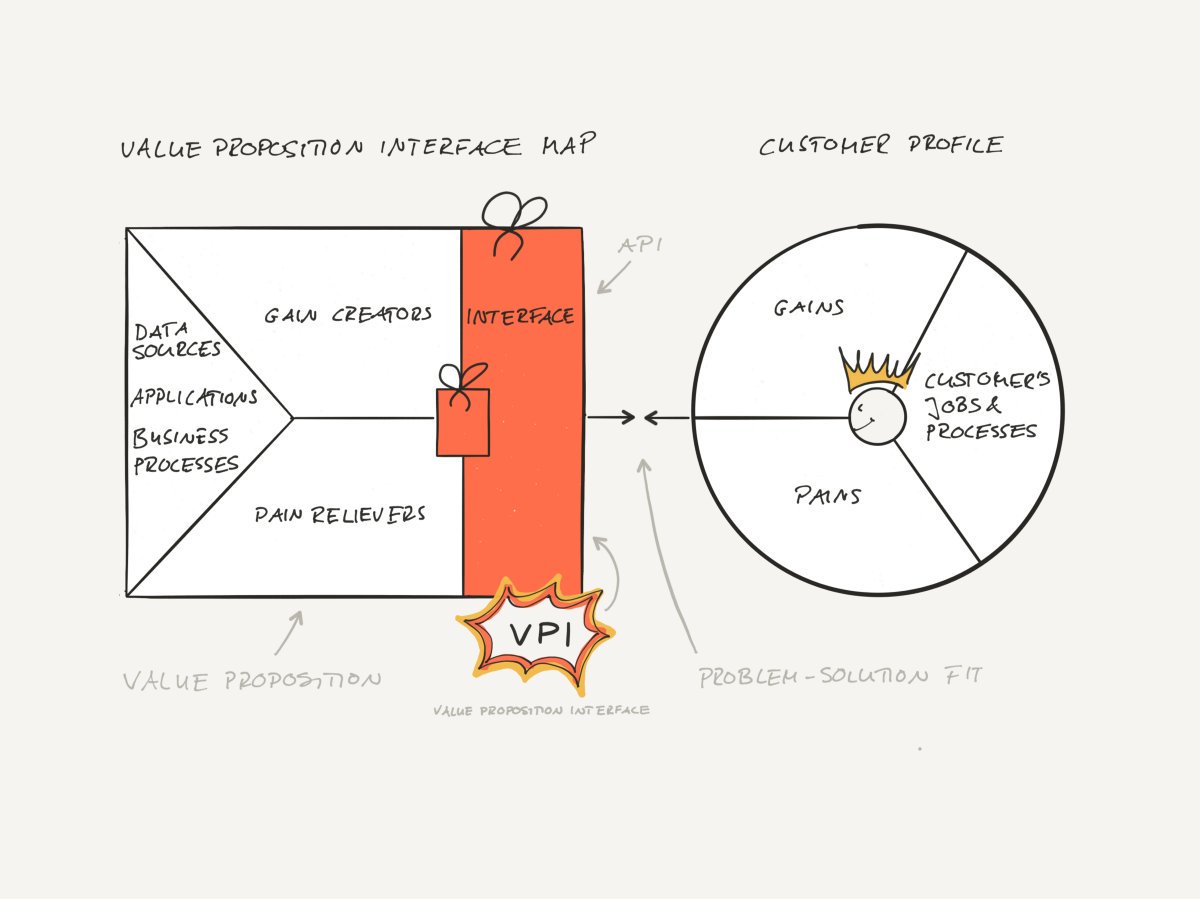 VALUE PROPOSITION INTERFACE MAP
CUSTOMER PROFILE
API
GAIN CREATORS
INTERFACE
DATA
SOURCES
APPLICATIONS
BUSINESS
PROCESSES
PAIN RELIEVERS
GAINS
CUSTOMER'S
JOBS &
PROCESSES
PAINS
VPI
VALUE PROPOSITION
VALUE PROPOSITION INTERFACE
PROBLEM-SOLUTION FIT